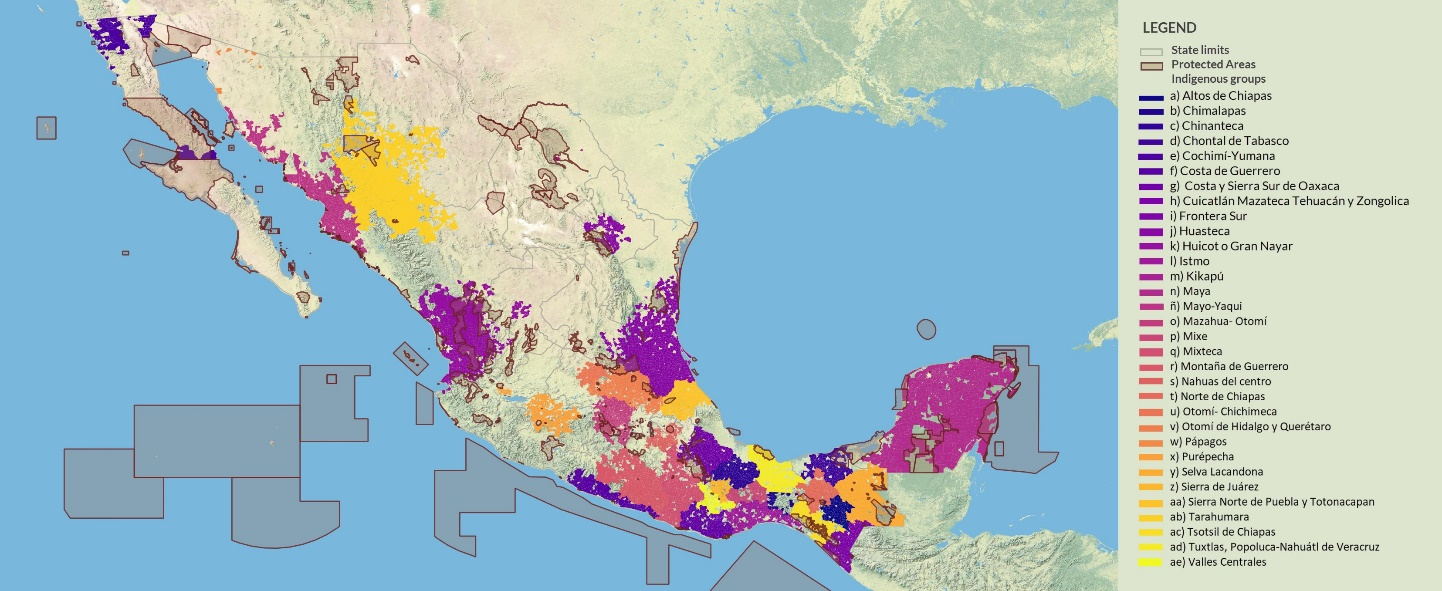 LEGEND
State limits
Protected Areas
Indigenous groups
a) Altos de Chiapas
b) Chimalapas
c) Chinanteca
d) Chontal de Tabasco
e) Cochimí-Yumana
f) Costa de Guerrero
g) Costa y Sierra Sur de Oaxaca
h) Cuicatlán Mazateca Tehuacán y Zongolica
i) Frontera Sur
j) Huasteca
k) Huicot o Gran Nayar
l) Istmo
m) Kikapú
n) Maya
ñ) Mayo-Yaqui
o) Mazahua- Otomí
p) Mixe
q) Mixteca
r) Montaña de Guerrero
s) Nahuas del centro
t) Norte de Chiapas
u) Otomí- Chichimeca
v) Otomí de Hidalgo y Querétaro
w) Pápagos
x) Purépecha
y) Selva Lacandona
z) Sierra de Juárez
aa) Sierra Norte de Puebla y Totonacapan
ab) Tarahumara
ac) Tsotsil de Chiapas
ad) Tuxtlas, Popoluca-Nahuátl de Veracruz
ae) Valles Centrales